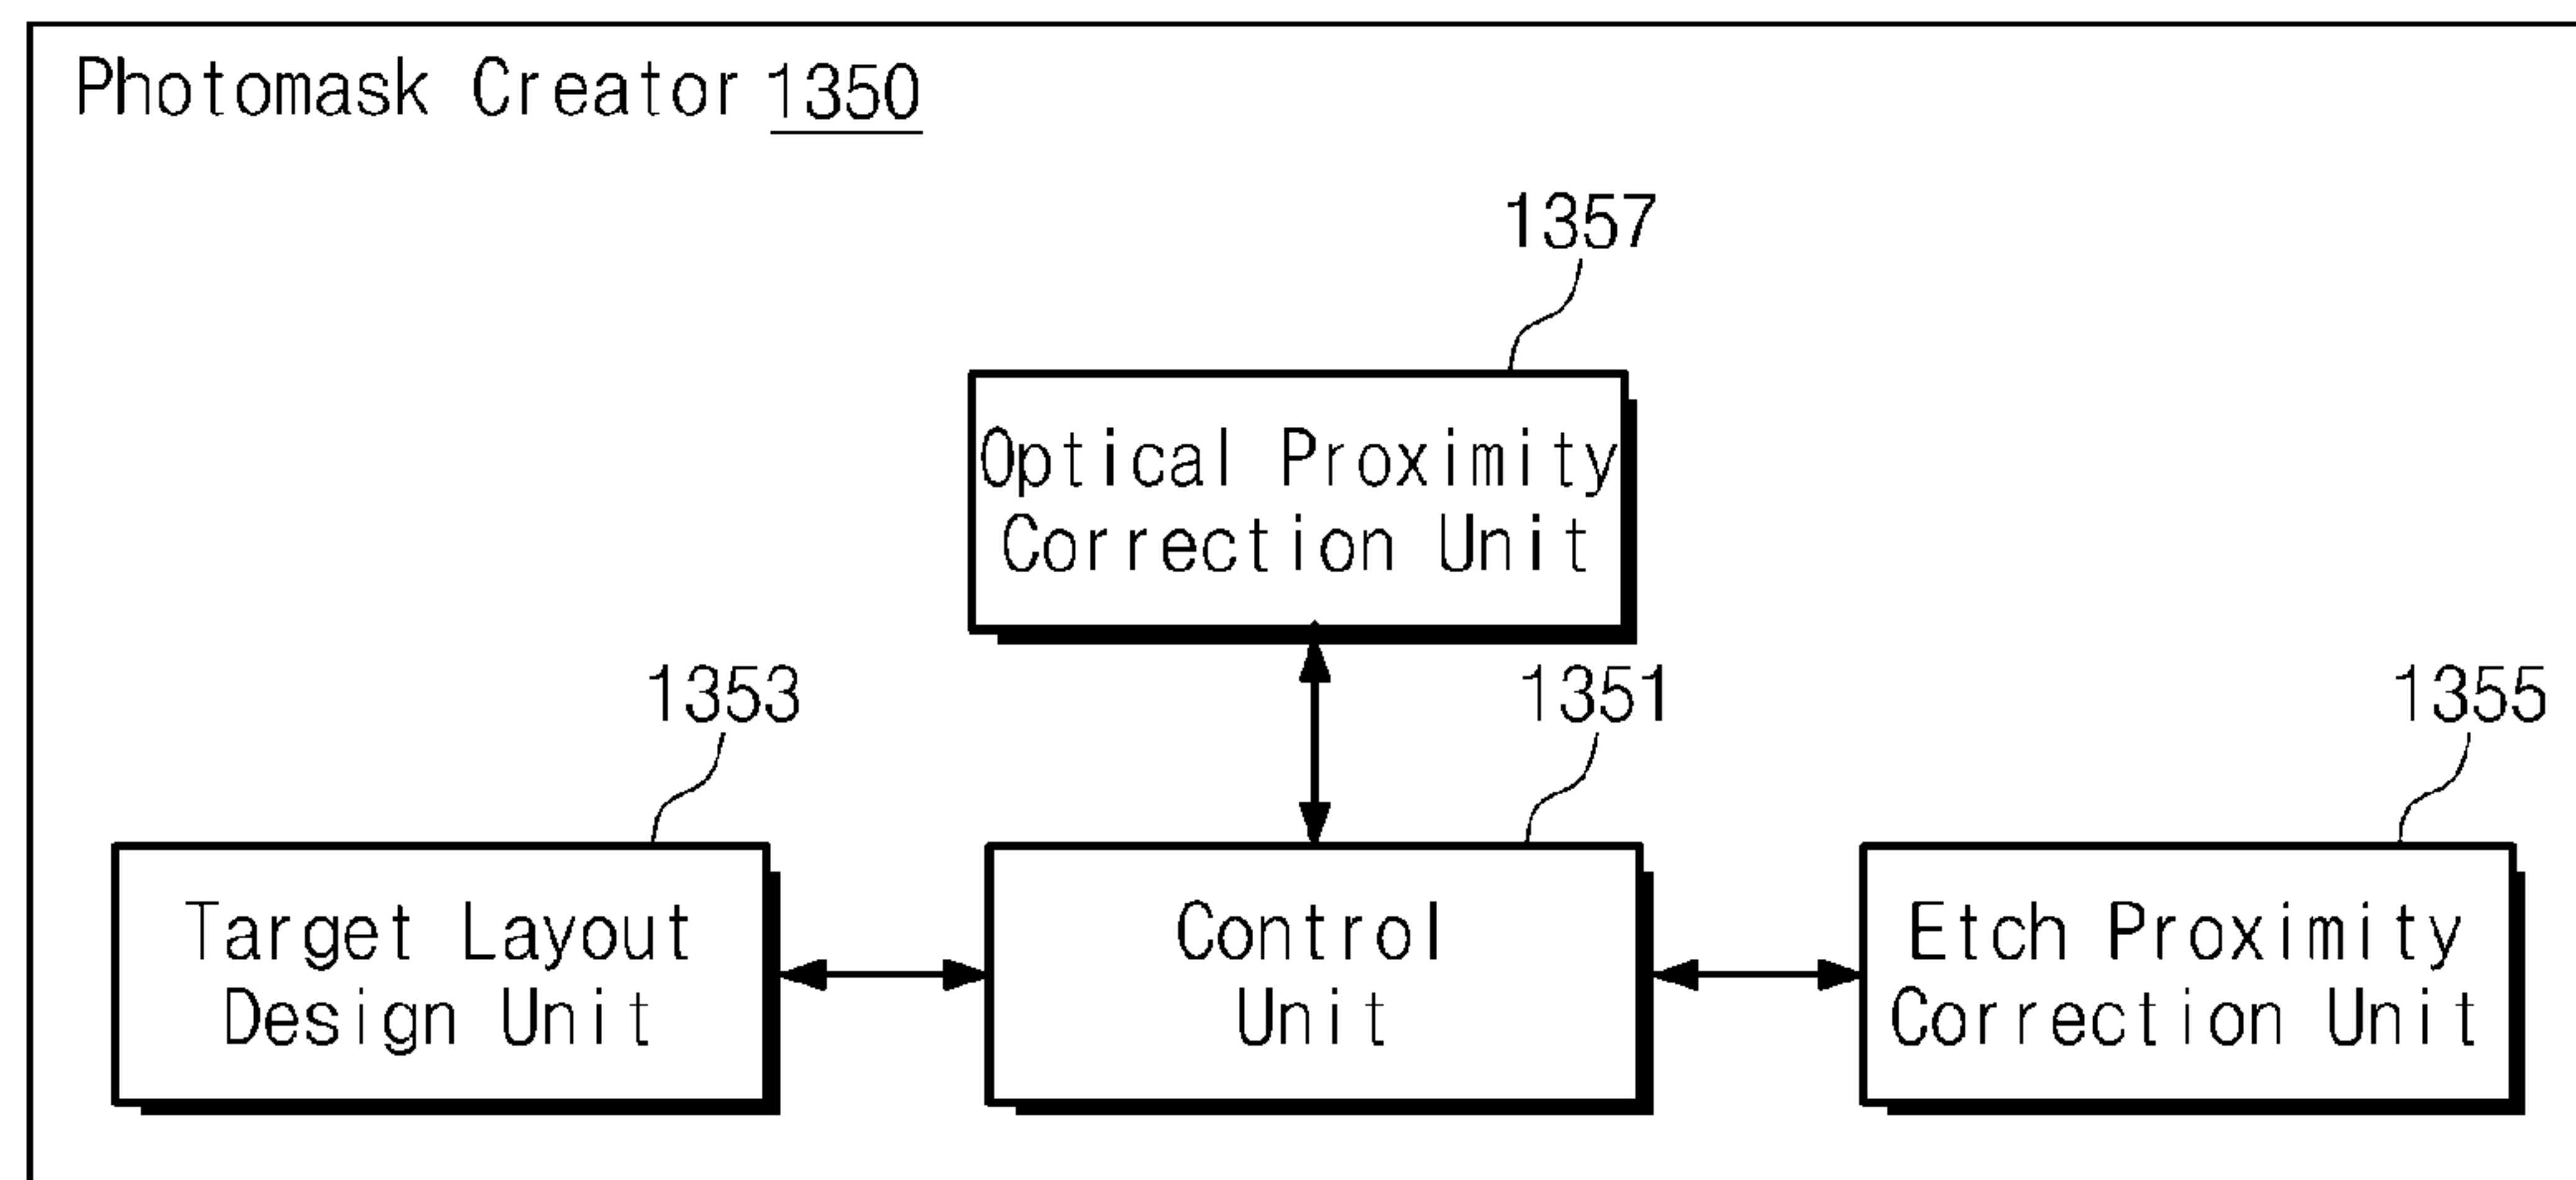 Photomask Creator 1350
1357
Optical Proximity
Correction Unit
1353
1351
1355
Target Layout
Design Unit
Control
Unit
Etch Proximity
Correction Unit